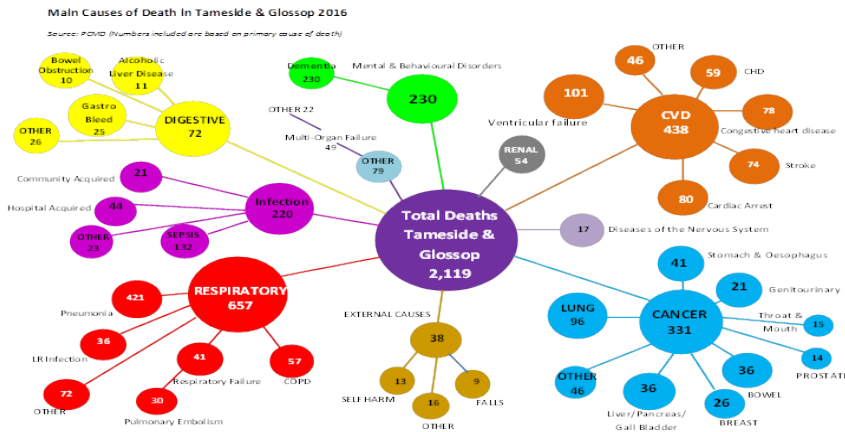 Main Causes of Death in Tameside & Glossop 2016
Source: PCMD (Numbers included are based on primary cause of death)
Bowel
Obstruction
10
Alcoholic
Liver Disease
11
Gastro
Bleed
25
OTHER
26
DIGESTIVE
72
Dementia
230
Mental & Behavioural Disorders
230
OTHER 22
Multi-Organ Failure
49
OTHER
79
RENAL
54
OTHER
46
59
CHD
101
Ventricular failure
CVD
438
78
Congestive heart disease
74
Stroke
80
Cardiac Arrest
Community Acquired
21
Hospital Acquired
44
OTHER
23
SEPSIS
132
Infection
220
Total Deaths
Tameside &
Glossop
2,119
17
Diseases of the Nervous System
RESPIRATORY
657
Pneumonia
421
36
LR Infection
72
OTHER
41
Respiratory Failure
30
Pulmonary Embolism
57
COPD
EXTERNAL CAUSES
38
13
SELF HARM
16
OTHER
9
FALLS
41
Stomach & Oesophagus
21
Genitourinary
LUNG
96
CANCER
331
Throat &
Mouth
15
14
PROSTATE
OTHER
46
36
Liver/Pancreas/
Gall Bladder
26
BREAST
36
BOWEL